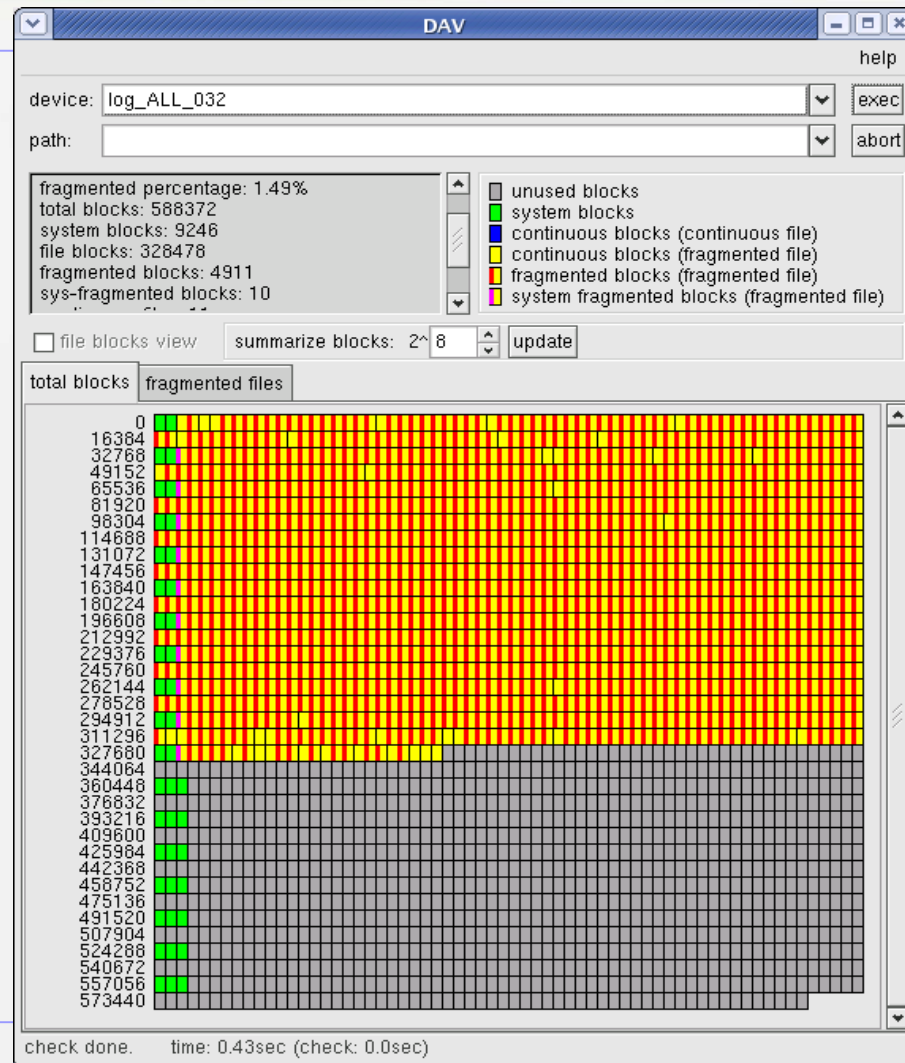 DAV
help
device: log_ALL_032 exec
path: abort
fragmented percentage: 1.49%
total blocks: 588372
system blocks: 9246
file blocks: 328478
fragmented blocks: 4911
sys-fragmented blocks: 10
unused blocks
system blocks
continuous blocks (continuous file)
continuous blocks (fragmented file)
fragmented blocks (fragmented file)
system fragmented blocks (fragmented file)
file blocks view summarize blocks: 2^ 8 update
total blocks fragmented files
0
16384
32768
49152
65536
81920
98304
114688
131072
147456
163840
180224
196608
212992
229376
245760
262144
278528
294912
311296
327680
344064
360448
376832
393216
409600
425984
442368
458752
475136
491520
507904
524288
540672
557056
573440
check done. time: 0.43sec (check: 0.0sec)